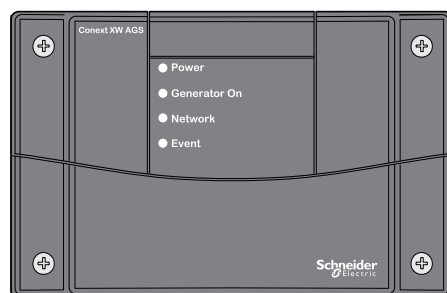 Conext XW AGS
Power
Generator On
Network
Event
Schneider
Electric